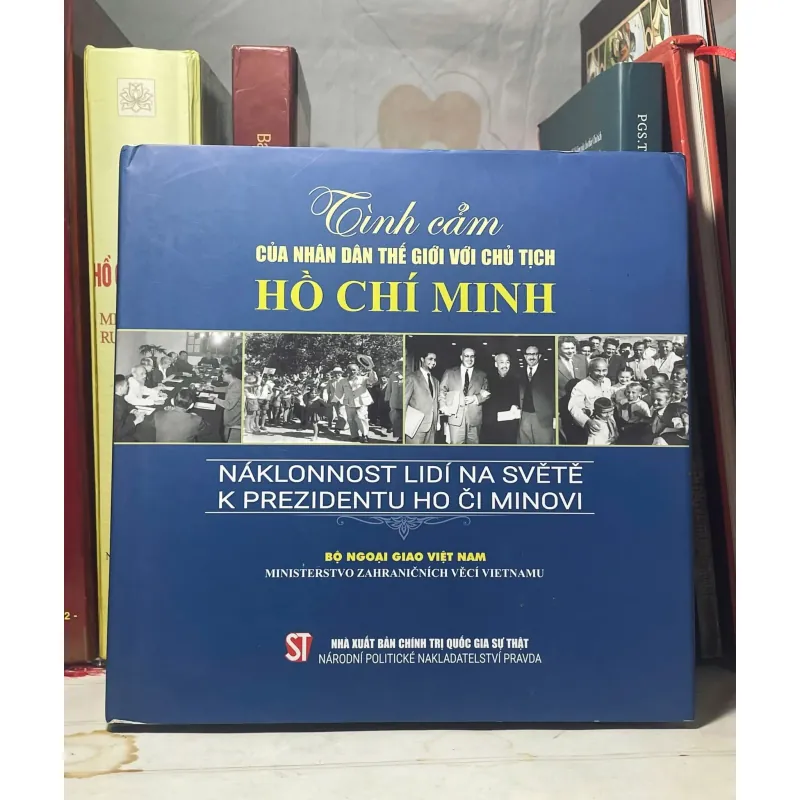 Tình cảm
CỦA NHÂN DÂN THẾ GIỚI VỚI CHỦ TỊCH
HỒ CHÍ MINH
NÁKLONNOST LIDÍ NA SVĚTĚ
K PREZIDENTU HO ČI MINOVI
BỘ NGOẠI GIAO VIỆT NAM
MINISTERSTVO ZAHRANIČNÍCH VĚCÍ VIETNAMU
ST
NHÀ XUẤT BẢN CHÍNH TRỊ QUỐC GIA SỰ THẬT
NÁRODNÍ POLITICKÉ NAKLADATELSTVÍ PRAVDA
HỒ
PGS.T